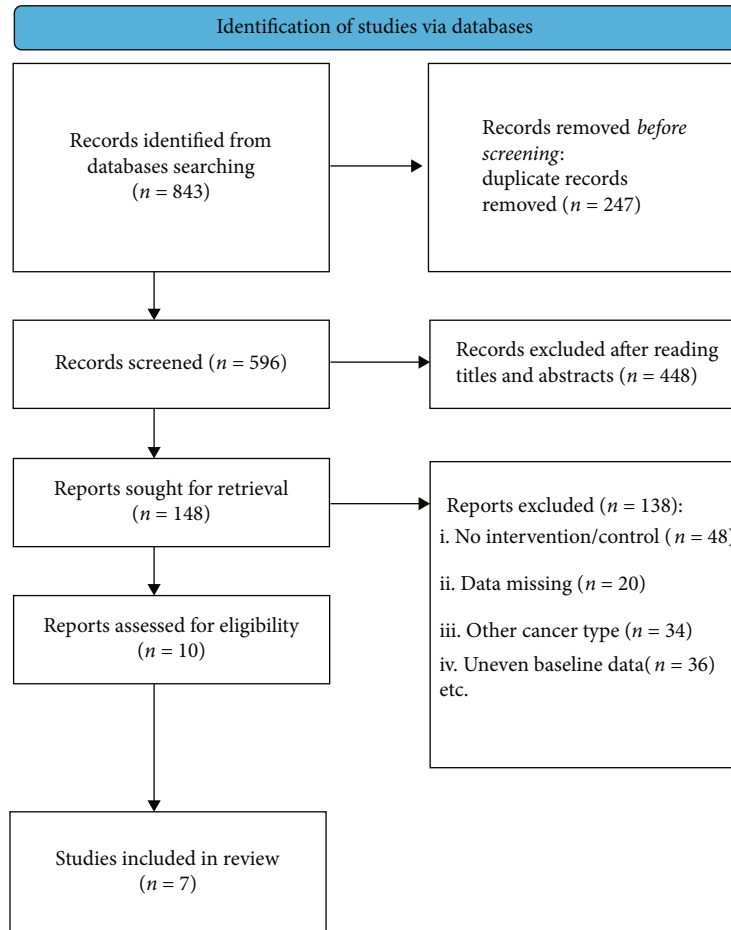 Identification of studies via databases
Records identified from
databases searching
(n = 843)
Records removed before
screening:
duplicate records
removed (n = 247)
Records screened (n = 596)
Records excluded after reading
titles and abstracts (n = 448)
Reports sought for retrieval
(n = 148)
Reports excluded (n = 138):
i. No intervention/control (n = 48)
ii. Data missing (n = 20)
iii. Other cancer type (n = 34)
iv. Uneven baseline data( n = 36)
etc.
Reports assessed for eligibility
(n = 10)
Studies included in review
(n = 7)